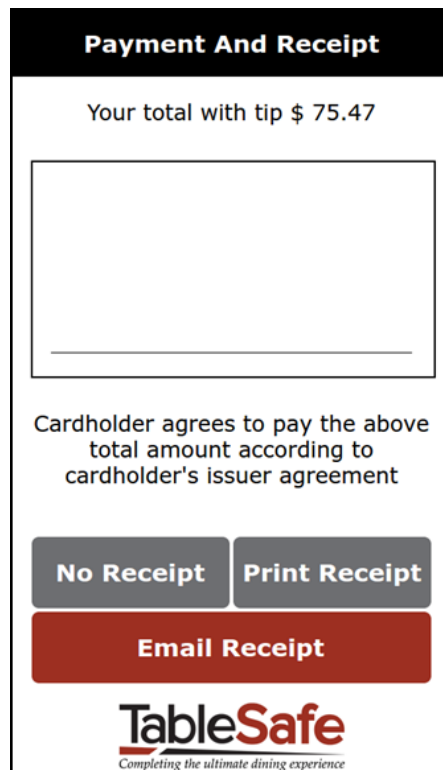 Payment And Receipt
Your total with tip $ 75.47
Cardholder agrees to pay the above
total amount according to
cardholder's issuer agreement
No Receipt Print Receipt
Email Receipt
TableSafe
Completing the ultimate dining experience